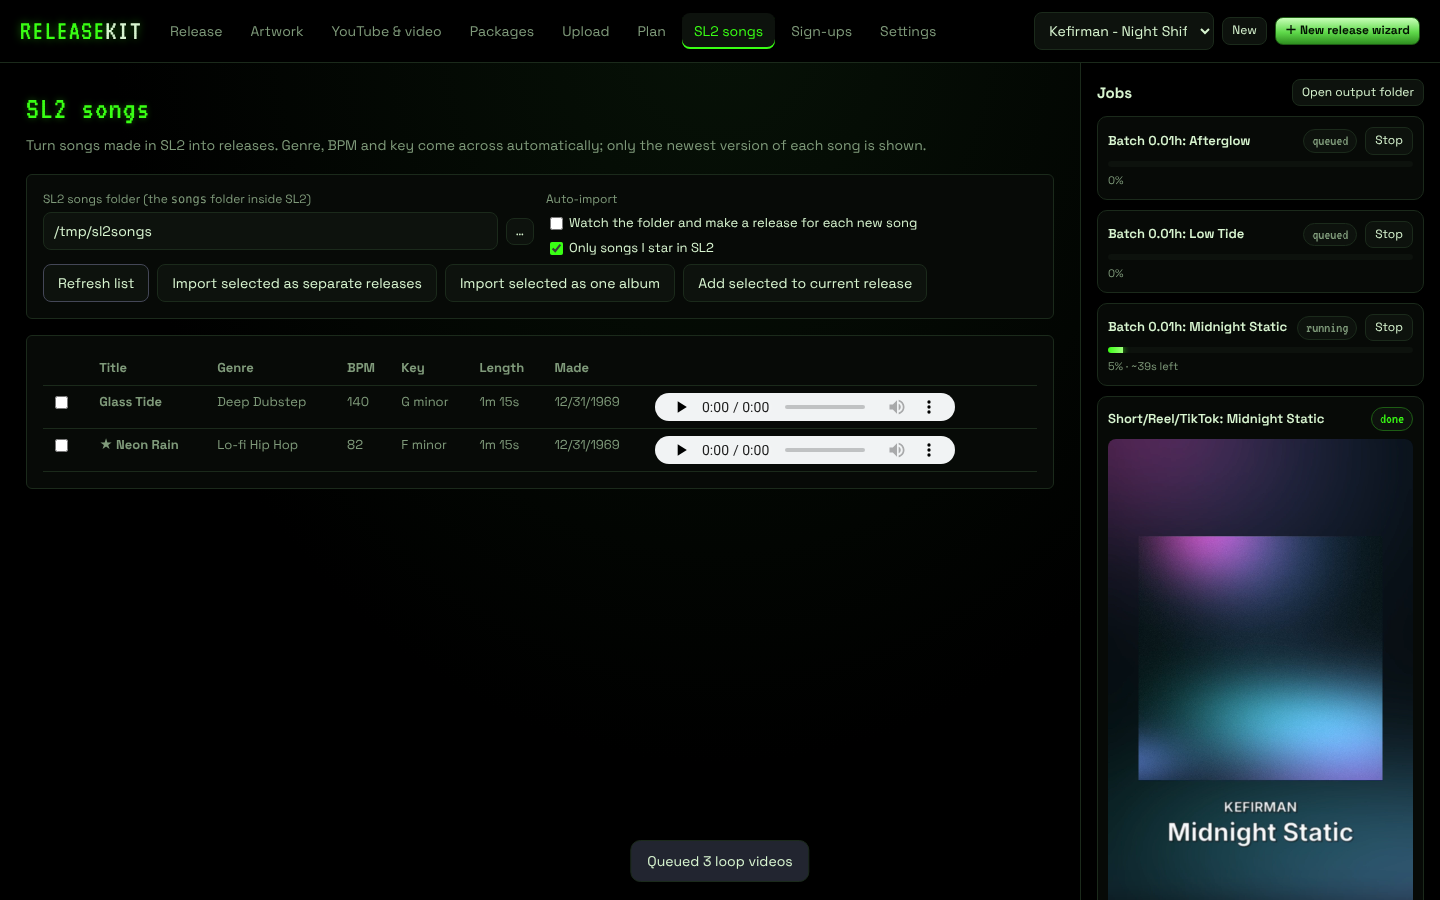 RELEASEKIT Release Artwork YouTube & video Packages Upload Plan SL2 songs Sign-ups Settings Kefirman - Night Shif New + New release wizard
SL2 songs
Turn songs made in SL2 into releases. Genre, BPM and key come across automatically; only the newest version of each song is shown.
SL2 songs folder (the songs folder inside SL2)
/tmp/sl2songs ...
Auto-import
Watch the folder and make a release for each new song
Only songs I star in SL2
Refresh list Import selected as separate releases Import selected as one album Add selected to current release
Title Genre BPM Key Length Made
Glass Tide Deep Dubstep 140 G minor 1m 15s 12/31/1969 0:00 / 0:00
★ Neon Rain Lo-fi Hip Hop 82 F minor 1m 15s 12/31/1969 0:00 / 0:00
Queued 3 loop videos
Jobs Open output folder
Batch 0.01h: Afterglow queued Stop
0%
Batch 0.01h: Low Tide queued Stop
0%
Batch 0.01h: Midnight Static running Stop
5% · ~39s left
Short/Reel/TikTok: Midnight Static done
KEFIRMAN
Midnight Static